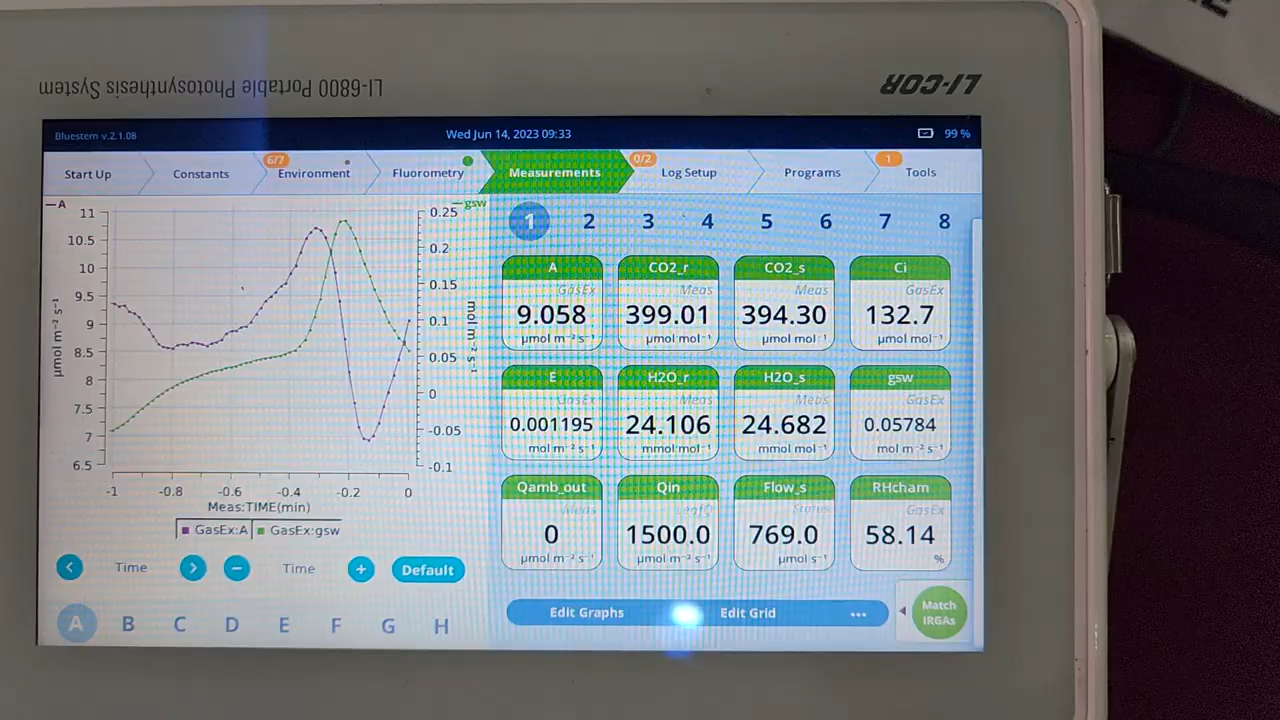 LI-6800 Portable Photosynthesis System
LI-COR
Bluestem v.2.1.08
Wed Jun 14, 2023 09:33
99 %
Start Up
Constants
6/7
Environment
Fluorometry
Measurements
0/2
Log Setup
Programs
1
Tools
A
gsw
11
10.5
10
9.5
9
8.5
8
7.5
7
6.5
µmol m⁻² s⁻¹
0.25
0.2
0.15
0.1
0.05
0
-0.05
-0.1
mol m⁻² s⁻¹
-1 -0.8 -0.6 -0.4 -0.2 0
Meas:TIME(min)
GasEx:A GasEx:gsw
Time Time Default
A B C D E F G H
1 2 3 4 5 6 7 8
A CO2_r CO2_s Ci
GasEx Meas Meas GasEx
9.058 399.01 394.30 132.7
µmol m⁻² s⁻¹ µmol mol⁻¹ µmol mol⁻¹ µmol mol⁻¹
E H2O_r H2O_s gsw
GasEx Meas Meas GasEx
0.001195 24.106 24.682 0.05784
mol m⁻² s⁻¹ mmol mol⁻¹ mmol mol⁻¹ mol m⁻² s⁻¹
Qamb_out Qin Flow_s RHcham
Meas LeafQ Status GasEx
0 1500.0 769.0 58.14
µmol m⁻² s⁻¹ µmol m⁻² s⁻¹ µmol s⁻¹ %
Edit Graphs Edit Grid •••
Match
IRGAs